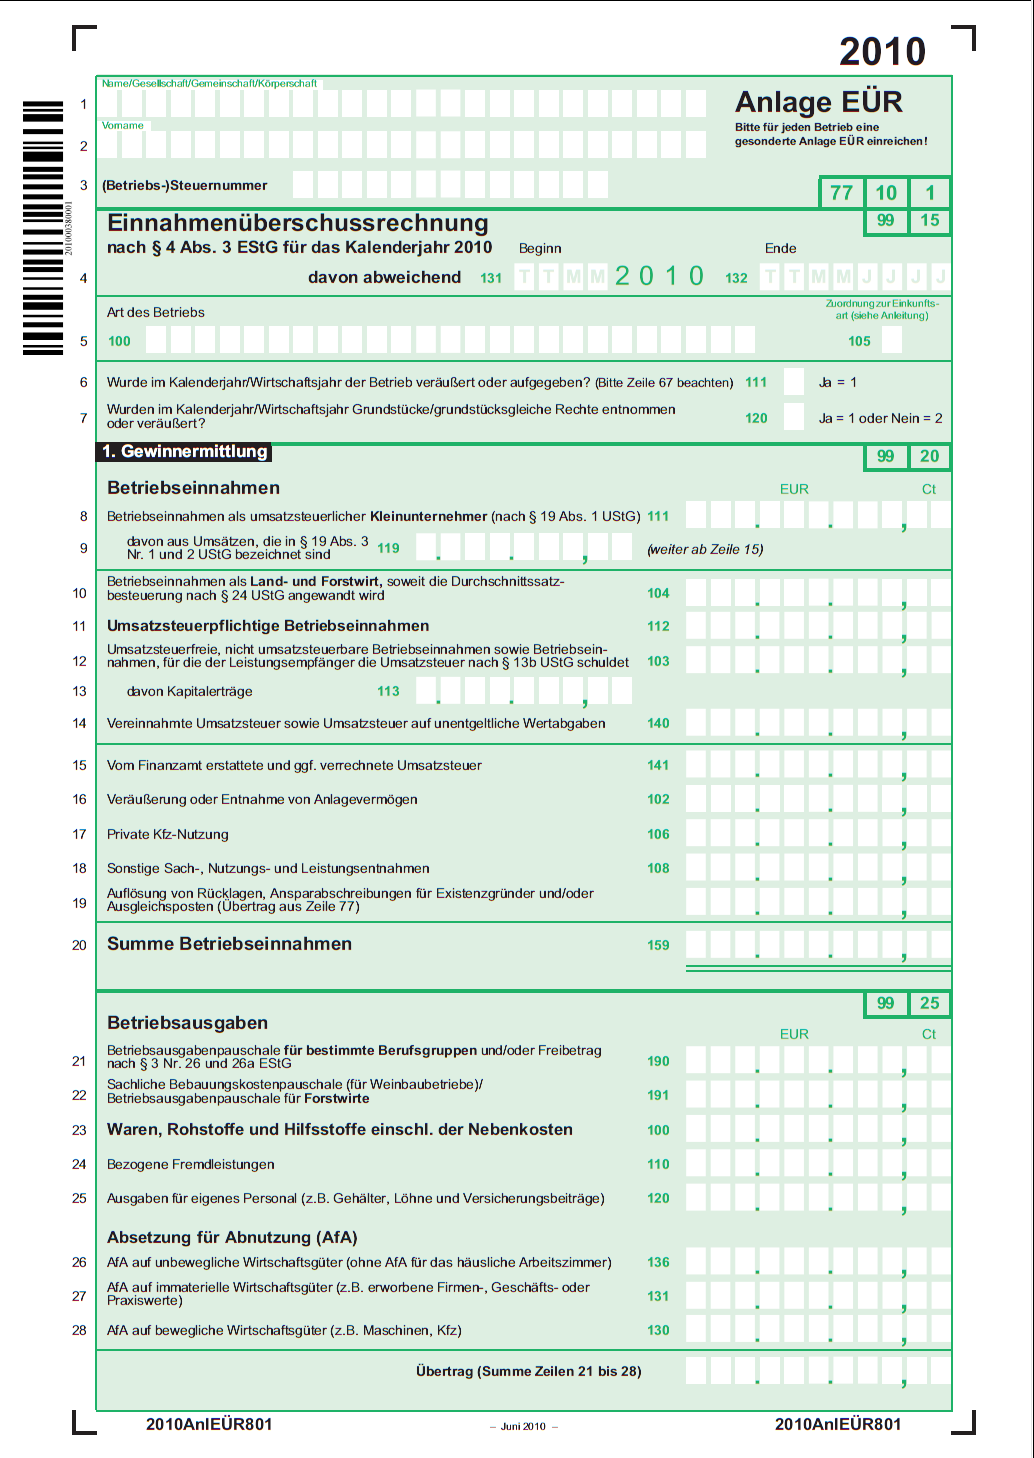 2010
Name/Gesellschaft/Gemeinschaft/Körperschaft
1
Anlage EÜR
Bitte für jeden Betrieb eine
gesonderte Anlage EÜR einreichen!
Vorname
2
3 (Betriebs-)Steuernummer
77 10 1
201000380001
99 15
Einnahmenüberschussrechnung
nach § 4 Abs. 3 EStG für das Kalenderjahr 2010 Beginn Ende
4 davon abweichend 131 T T M M 2 0 1 0 132 T T M M J J J J
Art des Betriebs
Zuordnung zur Einkunfts-
art (siehe Anleitung)
5 100 105
6 Wurde im Kalenderjahr/Wirtschaftsjahr der Betrieb veräußert oder aufgegeben? (Bitte Zeile 67 beachten) 111 Ja = 1
Wurden im Kalenderjahr/Wirtschaftsjahr Grundstücke/grundstücksgleiche Rechte entnommen
7 oder veräußert? 120 Ja = 1 oder Nein = 2
1. Gewinnermittlung
99 20
Betriebseinnahmen EUR Ct
8 Betriebseinnahmen als umsatzsteuerlicher Kleinunternehmer (nach § 19 Abs. 1 UStG) 111 . . ,
davon aus Umsätzen, die in § 19 Abs. 3
9 Nr. 1 und 2 UStG bezeichnet sind 119 . . , (weiter ab Zeile 15)
Betriebseinnahmen als Land- und Forstwirt, soweit die Durchschnittssatz-
10 besteuerung nach § 24 UStG angewandt wird 104 . . ,
11 Umsatzsteuerpflichtige Betriebseinnahmen 112 . . ,
Umsatzsteuerfreie, nicht umsatzsteuerbare Betriebseinnahmen sowie Betriebsein-
12 nahmen, für die der Leistungsempfänger die Umsatzsteuer nach § 13b UStG schuldet 103 . . ,
13 davon Kapitalerträge 113 . . ,
14 Vereinnahmte Umsatzsteuer sowie Umsatzsteuer auf unentgeltliche Wertabgaben 140 . . ,
15 Vom Finanzamt erstattete und ggf. verrechnete Umsatzsteuer 141 . . ,
16 Veräußerung oder Entnahme von Anlagevermögen 102 . . ,
17 Private Kfz-Nutzung 106 . . ,
18 Sonstige Sach-, Nutzungs- und Leistungsentnahmen 108 . . ,
Auflösung von Rücklagen, Ansparabschreibungen für Existenzgründer und/oder
19 Ausgleichsposten (Übertrag aus Zeile 77) . . ,
20 Summe Betriebseinnahmen 159 . . ,
99 25
Betriebsausgaben EUR Ct
Betriebsausgabenpauschale für bestimmte Berufsgruppen und/oder Freibetrag
21 nach § 3 Nr. 26 und 26a EStG 190 . . ,
Sachliche Bebauungskostenpauschale (für Weinbaubetriebe)/
22 Betriebsausgabenpauschale für Forstwirte 191 . . ,
23 Waren, Rohstoffe und Hilfsstoffe einschl. der Nebenkosten 100 . . ,
24 Bezogene Fremdleistungen 110 . . ,
25 Ausgaben für eigenes Personal (z.B. Gehälter, Löhne und Versicherungsbeiträge) 120 . . ,
Absetzung für Abnutzung (AfA)
26 AfA auf unbewegliche Wirtschaftsgüter (ohne AfA für das häusliche Arbeitszimmer) 136 . . ,
AfA auf immaterielle Wirtschaftsgüter (z.B. erworbene Firmen-, Geschäfts- oder
27 Praxiswerte) 131 . . ,
28 AfA auf bewegliche Wirtschaftsgüter (z.B. Maschinen, Kfz) 130 . . ,
Übertrag (Summe Zeilen 21 bis 28) . . ,
2010AnlEÜR801 – Juni 2010 – 2010AnlEÜR801